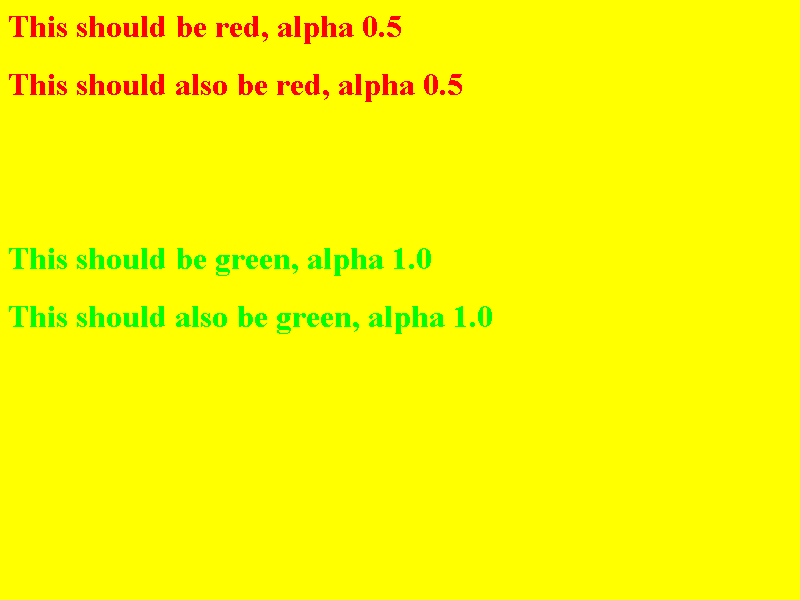 This should be red, alpha 0.5
This should also be red, alpha 0.5
This should be green, alpha 1.0
This should also be green, alpha 1.0